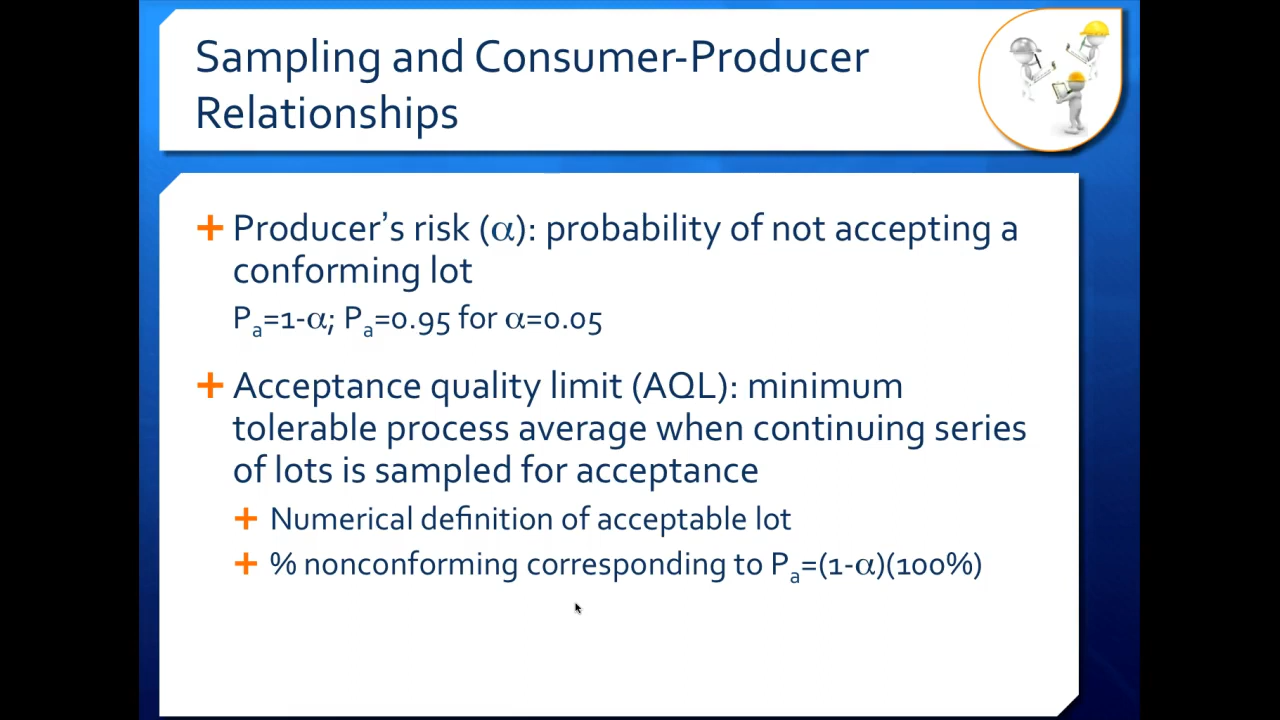 Sampling and Consumer-Producer
Relationships
Producer’s risk (α): probability of not accepting a
conforming lot
Pa=1-α; Pa=0.95 for α=0.05
Acceptance quality limit (AQL): minimum
tolerable process average when continuing series
of lots is sampled for acceptance
Numerical definition of acceptable lot
% nonconforming corresponding to Pa=(1-α)(100%)